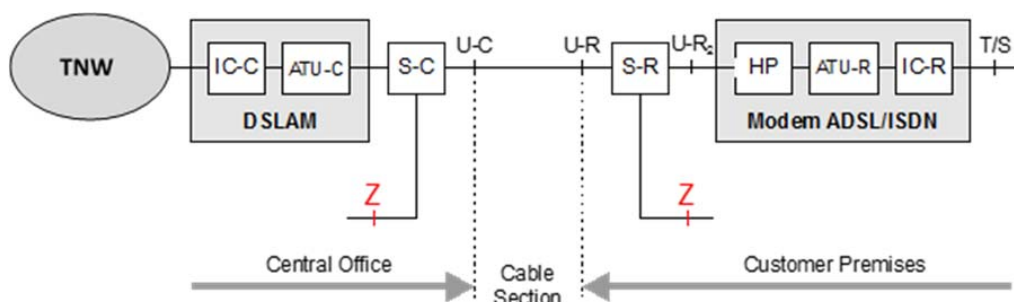 U-C
U-R
U-R₂
T/S
TNW
IC-C
ATU-C
S-C
S-R
HP
ATU-R
IC-R
DSLAM
Modem ADSL/ISDN
Z
Z
Central Office
Cable
Section
Customer Premises